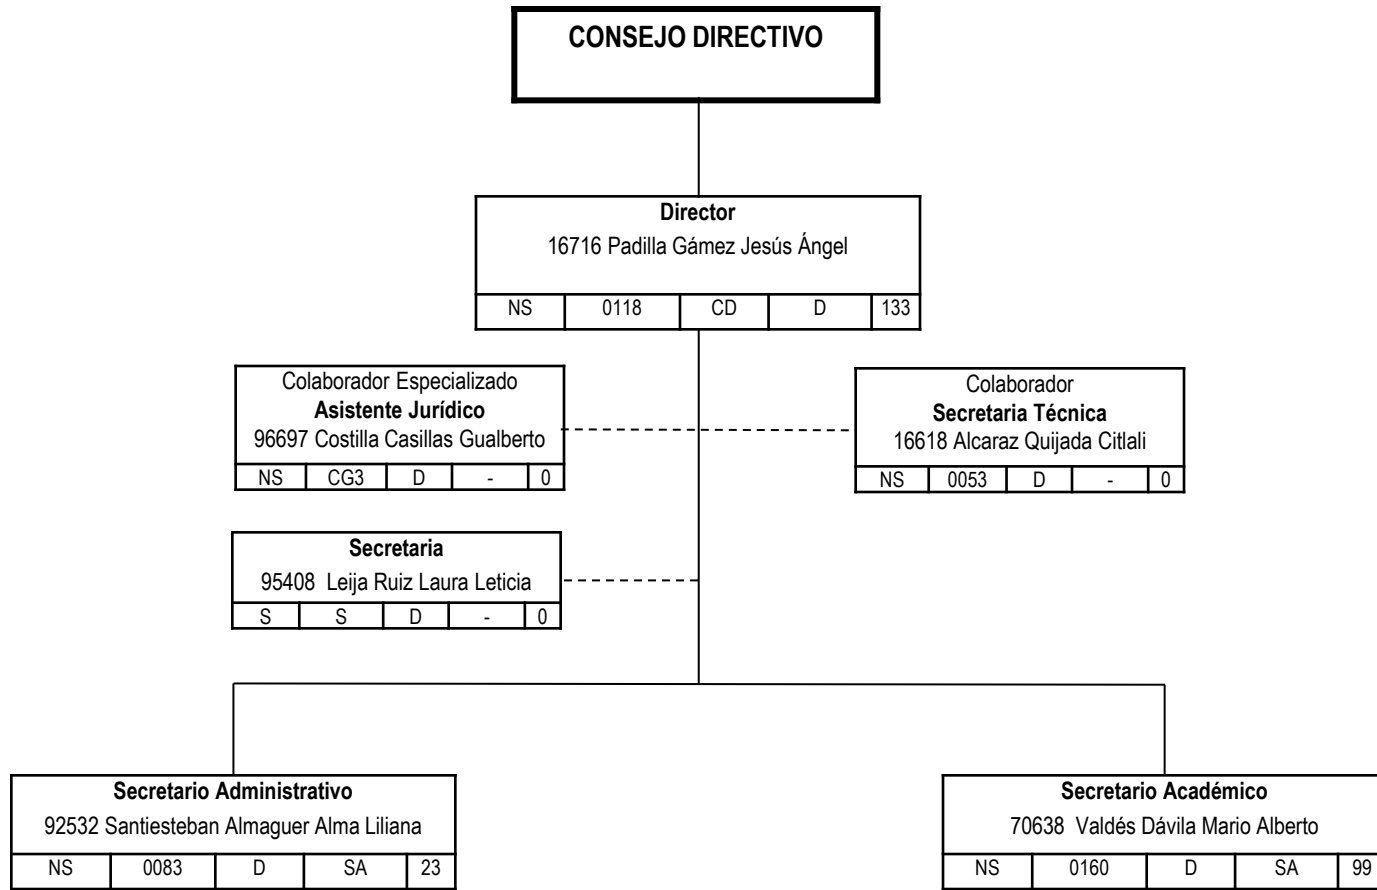 CONSEJO DIRECTIVO
Director
16716 Padilla Gámez Jesús Ángel
NS 0118 CD D 133
Colaborador Especializado
Asistente Jurídico
96697 Costilla Casillas Gualberto
NS CG3 D - 0
Colaborador
Secretaria Técnica
16618 Alcaraz Quijada Citlali
NS 0053 D - 0
Secretaria
95408 Leija Ruiz Laura Leticia
S S D - 0
Secretario Administrativo
92532 Santiesteban Almaguer Alma Liliana
NS 0083 D SA 23
Secretario Académico
70638 Valdés Dávila Mario Alberto
NS 0160 D SA 99